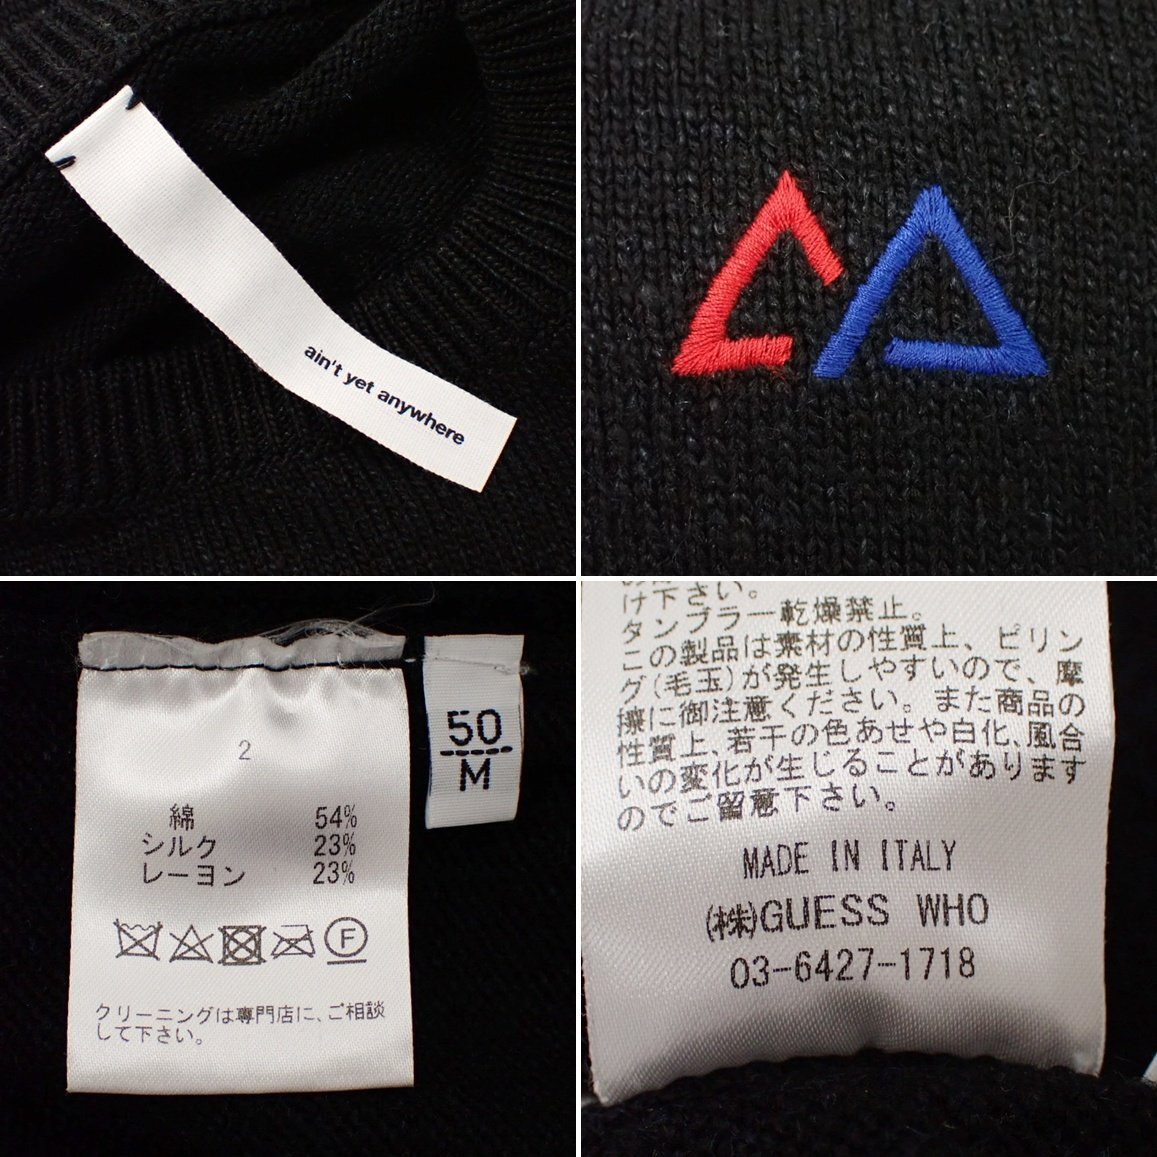 ain't yet anywhere
2
綿 54%
シルク 23%
レーヨン 23%
クリーニングは専門店に、ご相談
して下さい。
50
M
け下さい。
タンブラー乾燥禁止。
この製品は素材の性質上、ピリン
グ(毛玉)が発生しやすいので、摩
擦に御注意ください。また商品の
性質上、若干の色あせや白化、風合
いの変化が生じることがあります
のでご留意下さい。
MADE IN ITALY
(株)GUESS WHO
03-6427-1718